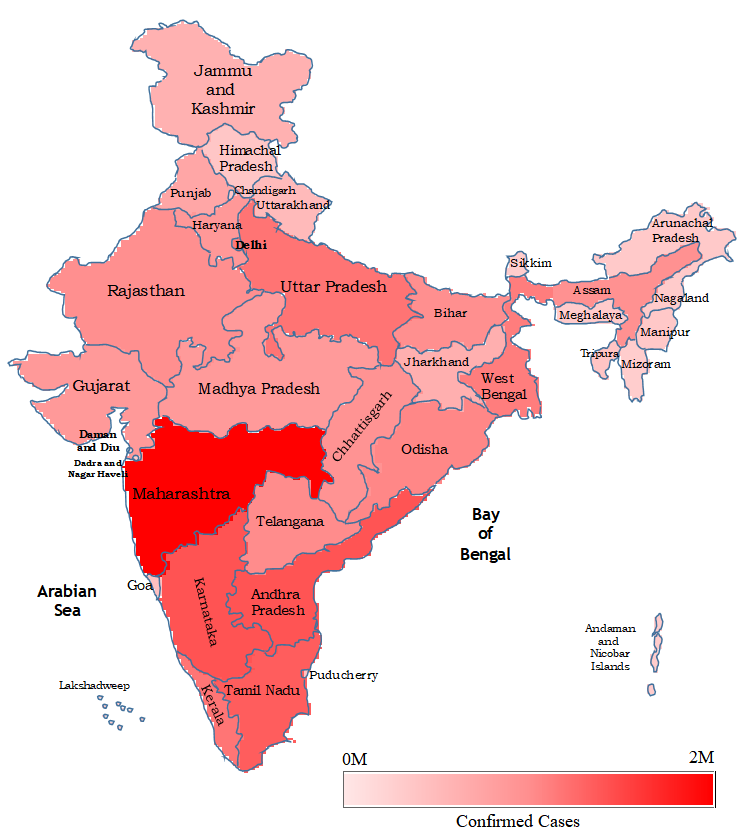 Jammu
and
Kashmir
Himachal
Pradesh
Punjab
Chandigarh
Uttarakhand
Haryana
Delhi
Arunachal
Pradesh
Sikkim
Rajasthan
Uttar Pradesh
Assam
Nagaland
Bihar
Meghalaya
Manipur
Tripura
Mizoram
Jharkhand
Gujarat
Madhya Pradesh
West
Bengal
Chhattisgarh
Daman
and Diu
Dadra and
Nagar Haveli
Odisha
Maharashtra
Telangana
Bay
of
Bengal
Goa
Arabian
Sea
Karnataka
Andhra
Pradesh
Andaman
and
Nicobar
Islands
Lakshadweep
Kerala
Tamil Nadu
Puducherry
0M
2M
Confirmed Cases